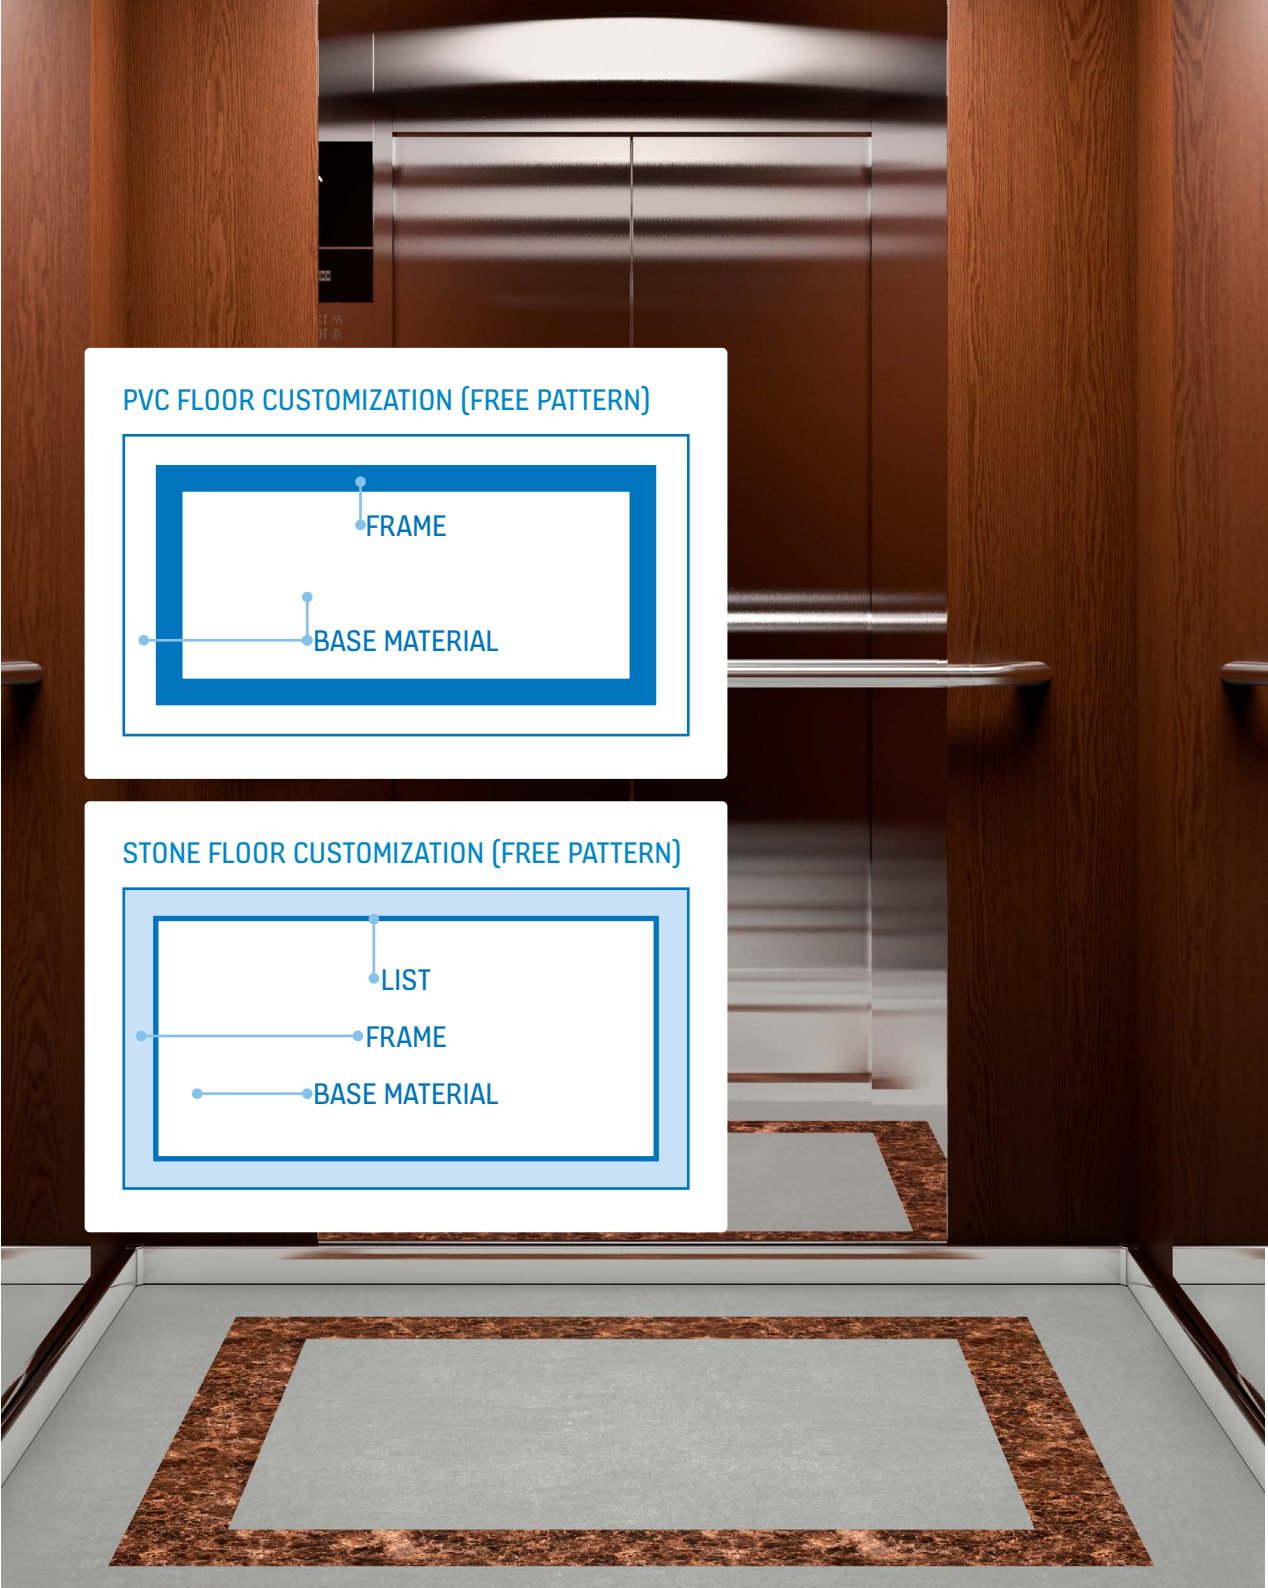 PVC FLOOR CUSTOMIZATION (FREE PATTERN)
FRAME
BASE MATERIAL
STONE FLOOR CUSTOMIZATION (FREE PATTERN)
LIST
FRAME
BASE MATERIAL